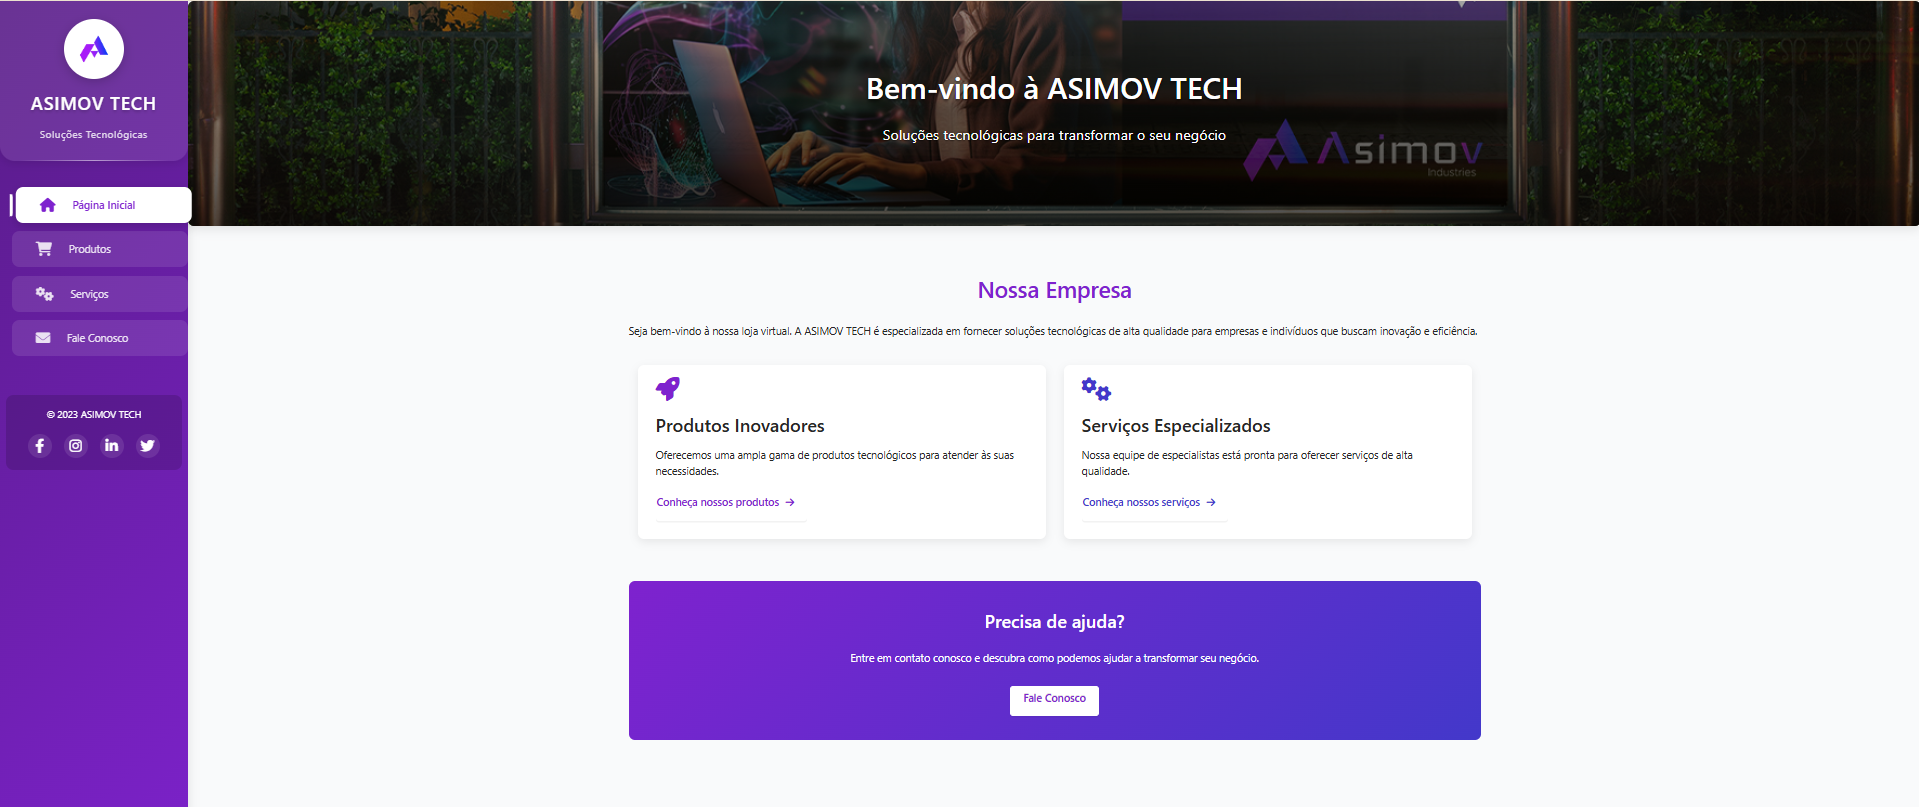 ASIMOV TECH
Soluções Tecnológicas
Página Inicial
Produtos
Serviços
Fale Conosco
© 2023 ASIMOV TECH
Bem-vindo à ASIMOV TECH
Soluções tecnológicas para transformar o seu negócio
Asimov
Industries
Nossa Empresa
Seja bem-vindo à nossa loja virtual. A ASIMOV TECH é especializada em fornecer soluções tecnológicas de alta qualidade para empresas e indivíduos que buscam inovação e eficiência.
Produtos Inovadores
Oferecemos uma ampla gama de produtos tecnológicos para atender às suas
necessidades.
Conheça nossos produtos →
Serviços Especializados
Nossa equipe de especialistas está pronta para oferecer serviços de alta
qualidade.
Conheça nossos serviços →
Precisa de ajuda?
Entre em contato conosco e descubra como podemos ajudar a transformar seu negócio.
Fale Conosco